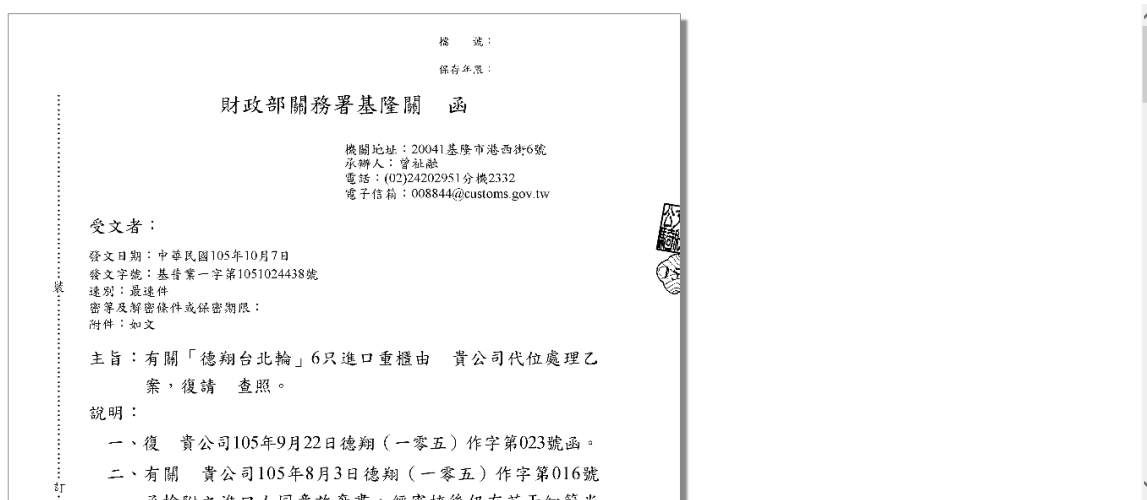 檔 號：
保存年限：
財政部關務署基隆關 函
機關地址：20041基隆市港西街6號
承辦人：曾祉融
電話：(02)24202951分機2332
電子信箱：008844@customs.gov.tw
受文者：
發文日期：中華民國105年10月7日
發文字號：基普業一字第1051024438號
速別：最速件
密等及解密條件或保密期限：
附件：如文
裝
主旨：有關「德翔台北輪」6只進口重櫃由 貴公司代位處理乙
案，復請 查照。
說明：
一、復 貴公司105年9月22日德翔（一零五）作字第023號函。
二、有關 貴公司105年8月3日德翔（一零五）作字第016號
訂